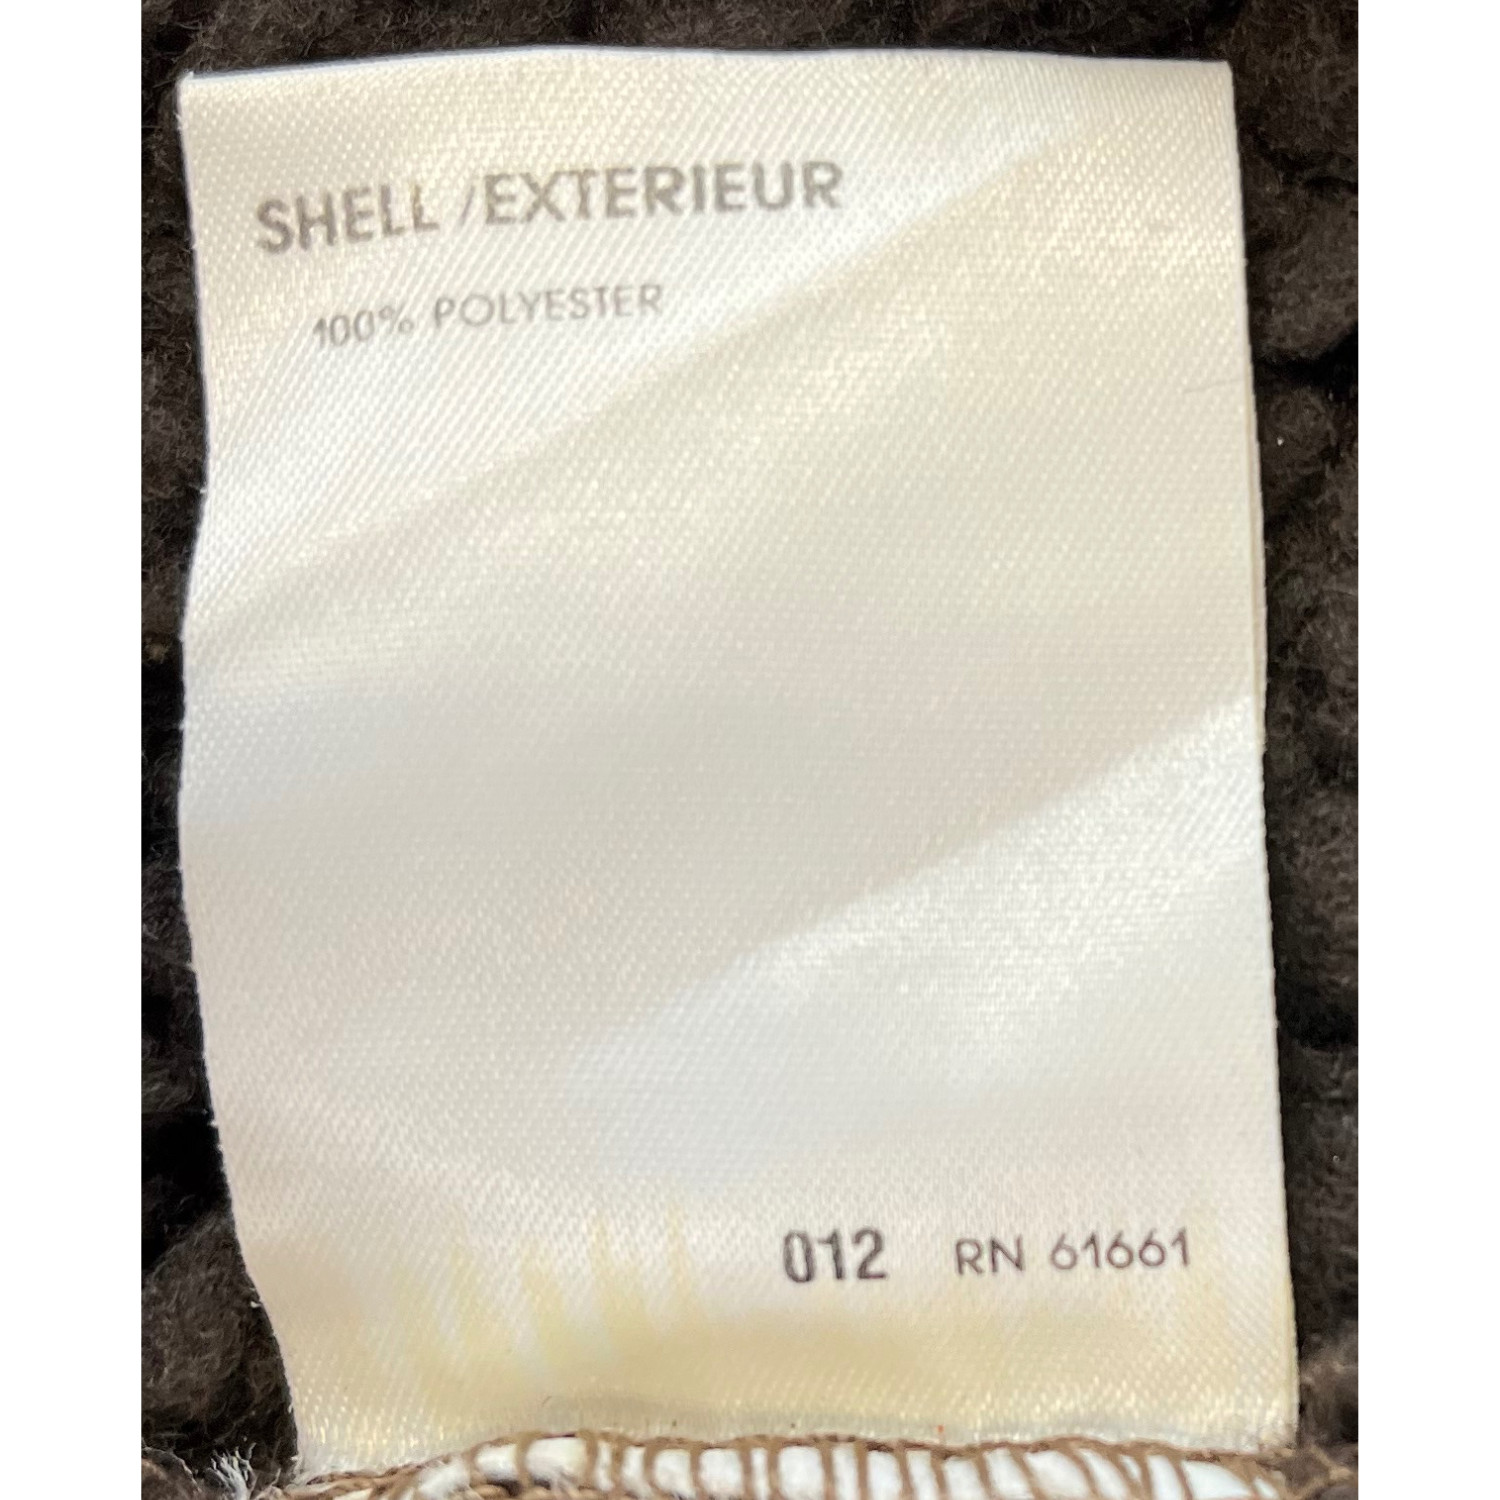 SHELL /EXTERIEUR
100% POLYESTER
012 RN 61661